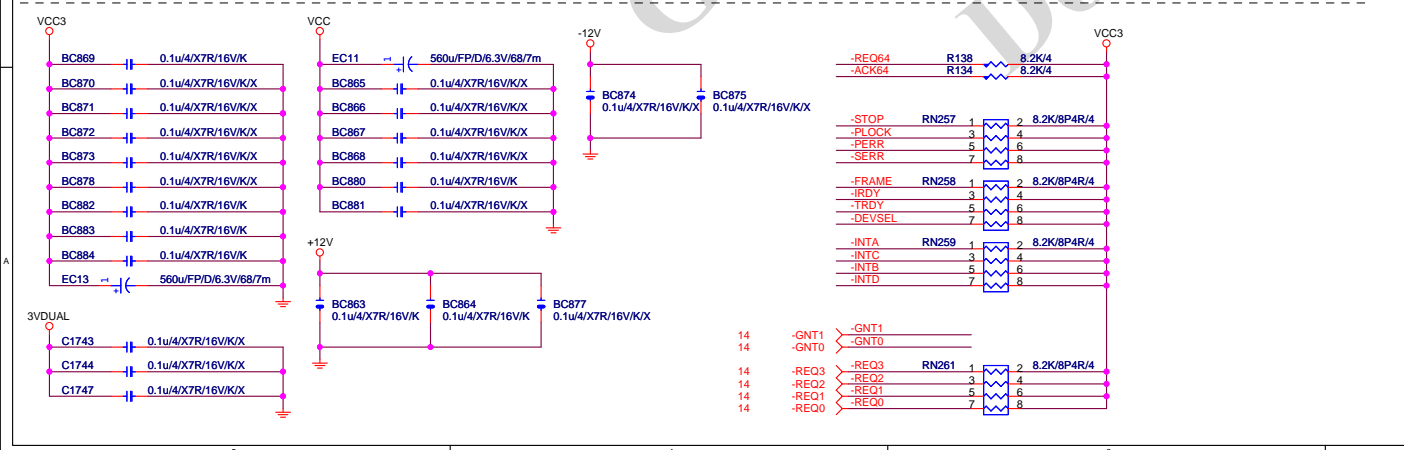 VCC3
BC869 0.1u/4/X7R/16V/K
BC870 0.1u/4/X7R/16V/K/X
BC871 0.1u/4/X7R/16V/K/X
BC872 0.1u/4/X7R/16V/K/X
BC873 0.1u/4/X7R/16V/K/X
BC878 0.1u/4/X7R/16V/K/X
BC882 0.1u/4/X7R/16V/K
BC883 0.1u/4/X7R/16V/K
BC884 0.1u/4/X7R/16V/K
EC13 1 + 560u/FP/D/6.3V/68/7m
3VDUAL
C1743 0.1u/4/X7R/16V/K/X
C1744 0.1u/4/X7R/16V/K/X
C1747 0.1u/4/X7R/16V/K/X
VCC
EC11 1 + 560u/FP/D/6.3V/68/7m
BC865 0.1u/4/X7R/16V/K/X
BC866 0.1u/4/X7R/16V/K/X
BC867 0.1u/4/X7R/16V/K/X
BC868 0.1u/4/X7R/16V/K/X
BC880 0.1u/4/X7R/16V/K
BC881 0.1u/4/X7R/16V/K/X
+12V
BC863 BC864 BC877
0.1u/4/X7R/16V/K 0.1u/4/X7R/16V/K 0.1u/4/X7R/16V/K/X
-12V
BC874 BC875
0.1u/4/X7R/16V/K/X 0.1u/4/X7R/16V/K/X
VCC3
-REQ64 R138 8.2K/4
-ACK64 R134 8.2K/4
-STOP RN257 1 2 8.2K/8P4R/4
-PLOCK 3 4
-PERR 5 6
-SERR 7 8
-FRAME RN258 1 2 8.2K/8P4R/4
-IRDY 3 4
-TRDY 5 6
-DEVSEL 7 8
-INTA RN259 1 2 8.2K/8P4R/4
-INTC 3 4
-INTB 5 6
-INTD 7 8
14 -GNT1 -GNT1
14 -GNT0 -GNT0
14 -REQ3 -REQ3 RN261 1 2 8.2K/8P4R/4
14 -REQ2 -REQ2 3 4
14 -REQ1 -REQ1 5 6
14 -REQ0 -REQ0 7 8
A